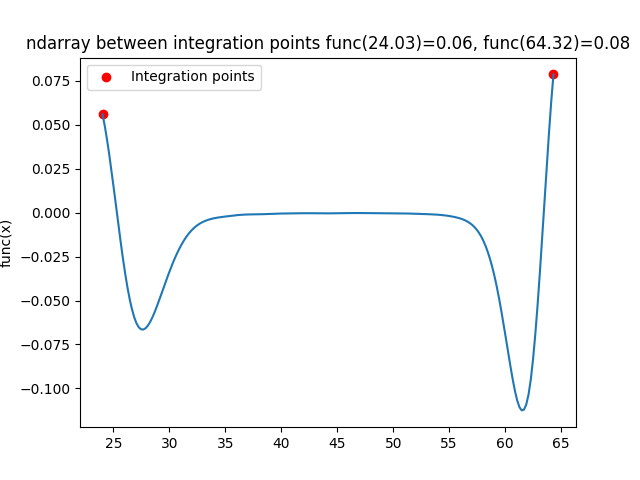 ndarray between integration points func(24.03)=0.06, func(64.32)=0.08
Integration points
func(x)
0.075
0.050
0.025
0.000
−0.025
−0.050
−0.075
−0.100
25 30 35 40 45 50 55 60 65